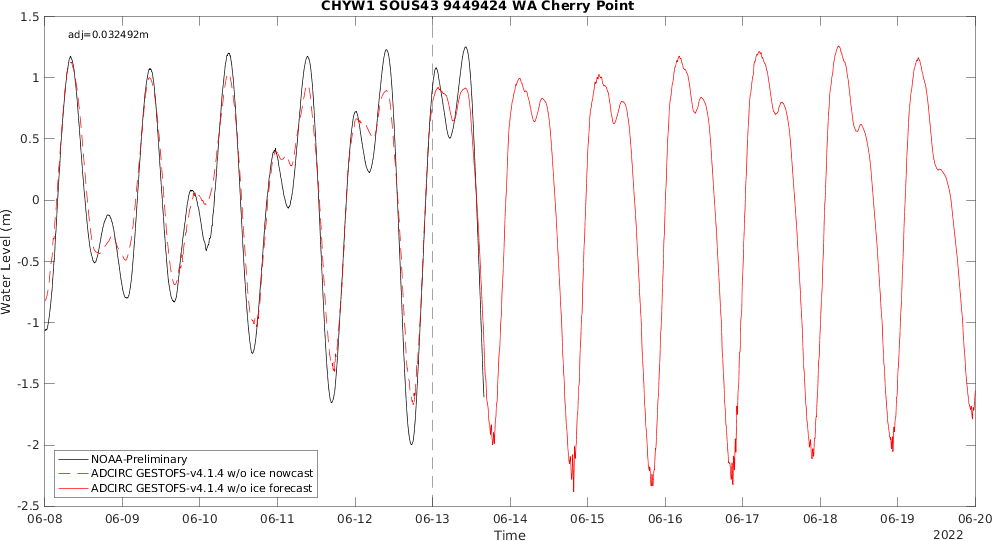 CHYW1 SOUS43 9449424 WA Cherry Point
adj=0.032492m
1.5
1
0.5
0
-0.5
-1
-1.5
-2
-2.5
Water Level (m)
NOAA-Preliminary
ADCIRC GESTOFS-v4.1.4 w/o ice nowcast
ADCIRC GESTOFS-v4.1.4 w/o ice forecast
06-08 06-09 06-10 06-11 06-12 06-13 06-14 06-15 06-16 06-17 06-18 06-19 06-20
Time
2022